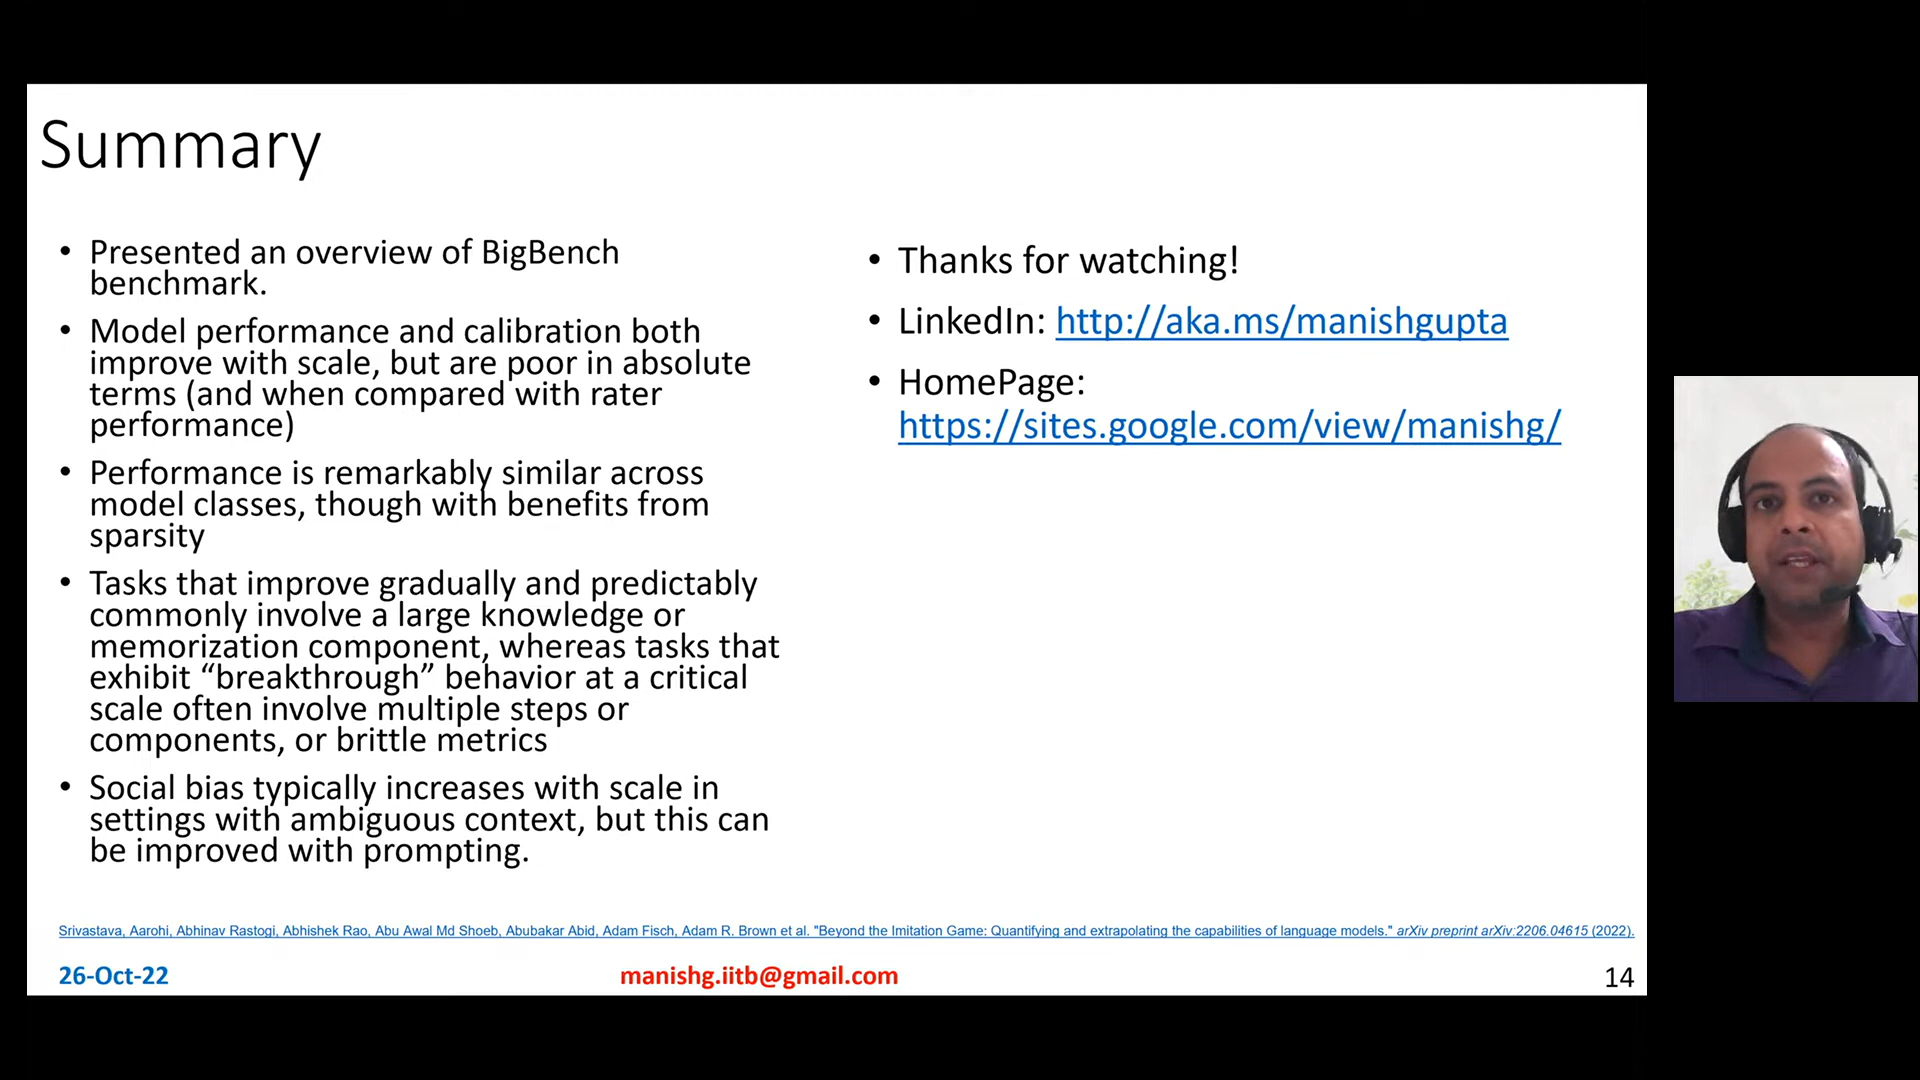 Summary
• Presented an overview of BigBench
benchmark.
• Model performance and calibration both
improve with scale, but are poor in absolute
terms (and when compared with rater
performance)
• Performance is remarkably similar across
model classes, though with benefits from
sparsity
• Tasks that improve gradually and predictably
commonly involve a large knowledge or
memorization component, whereas tasks that
exhibit “breakthrough” behavior at a critical
scale often involve multiple steps or
components, or brittle metrics
• Social bias typically increases with scale in
settings with ambiguous context, but this can
be improved with prompting.
• Thanks for watching!
• LinkedIn: http://aka.ms/manishgupta
• HomePage:
https://sites.google.com/view/manishg/
Srivastava, Aarohi, Abhinav Rastogi, Abhishek Rao, Abu Awal Md Shoeb, Abubakar Abid, Adam Fisch, Adam R. Brown et al. "Beyond the Imitation Game: Quantifying and extrapolating the capabilities of language models." arXiv preprint arXiv:2206.04615 (2022).
26-Oct-22
manishg.iitb@gmail.com
14